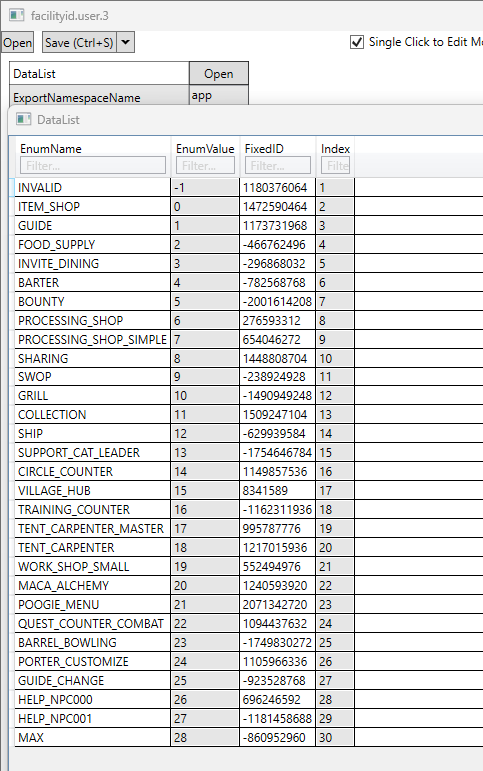 facilityid.user.3
Open Save (Ctrl+S) Single Click to Edit Mo
DataList Open
ExportNamespaceName app
DataList
EnumName EnumValue FixedID Index
Filter... Filter... Filter... Filte
INVALID -1 1180376064 1
ITEM_SHOP 0 1472590464 2
GUIDE 1 1173731968 3
FOOD_SUPPLY 2 -466762496 4
INVITE_DINING 3 -296868032 5
BARTER 4 -782568768 6
BOUNTY 5 -2001614208 7
PROCESSING_SHOP 6 276593312 8
PROCESSING_SHOP_SIMPLE 7 654046272 9
SHARING 8 1448808704 10
SWOP 9 -238924928 11
GRILL 10 -1490949248 12
COLLECTION 11 1509247104 13
SHIP 12 -629939584 14
SUPPORT_CAT_LEADER 13 -1754646784 15
CIRCLE_COUNTER 14 1149857536 16
VILLAGE_HUB 15 8341589 17
TRAINING_COUNTER 16 -1162311936 18
TENT_CARPENTER_MASTER 17 995787776 19
TENT_CARPENTER 18 1217015936 20
WORK_SHOP_SMALL 19 552494976 21
MACA_ALCHEMY 20 1240593920 22
POOGIE_MENU 21 2071342720 23
QUEST_COUNTER_COMBAT 22 1094437632 24
BARREL_BOWLING 23 -1749830272 25
PORTER_CUSTOMIZE 24 1105966336 26
GUIDE_CHANGE 25 -923528768 27
HELP_NPC000 26 696246592 28
HELP_NPC001 27 -1181458688 29
MAX 28 -860952960 30